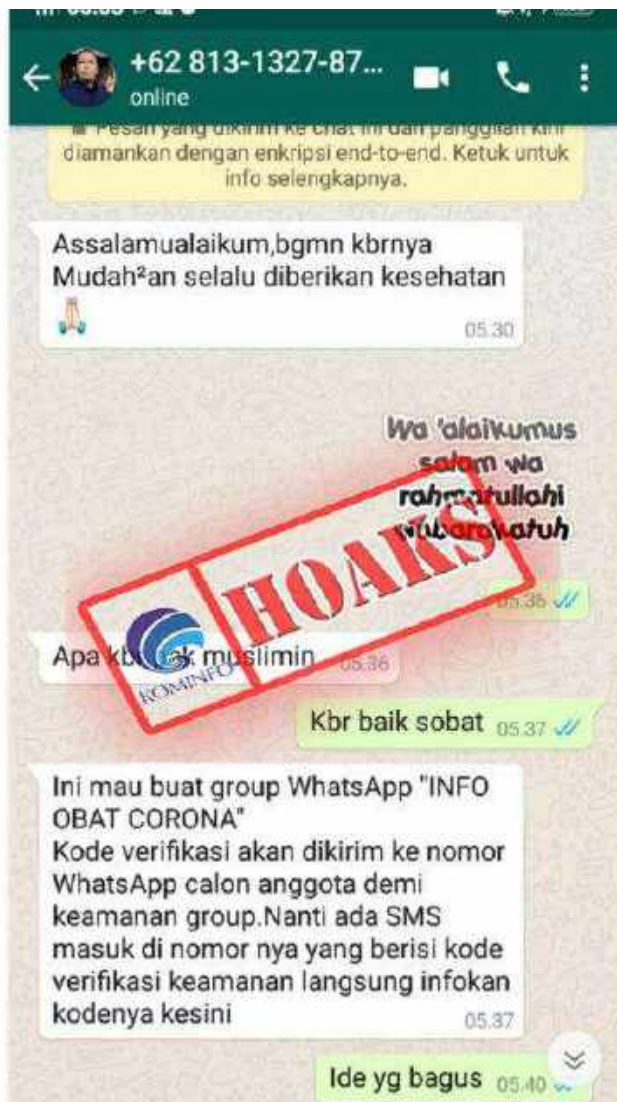 +62 813-1327-87...
online
Pesan yang dikirim ke chat ini dan panggilan kini
diamankan dengan enkripsi end-to-end. Ketuk untuk
info selengkapnya.
Assalamualaikum,bgmn kbrnya
Mudah²an selalu diberikan kesehatan
05.30
Wa 'alaikumus
salam wa
rahmatullahi
wabarakatuh
HOAKS
KOMINFO
Apa kbr muslimin 05.36
Kbr baik sobat 05.37
Ini mau buat group WhatsApp "INFO
OBAT CORONA"
Kode verifikasi akan dikirim ke nomor
WhatsApp calon anggota demi
keamanan group.Nanti ada SMS
masuk di nomor nya yang berisi kode
verifikasi keamanan langsung infokan
kodenya kesini
05.37
Ide yg bagus 05.40